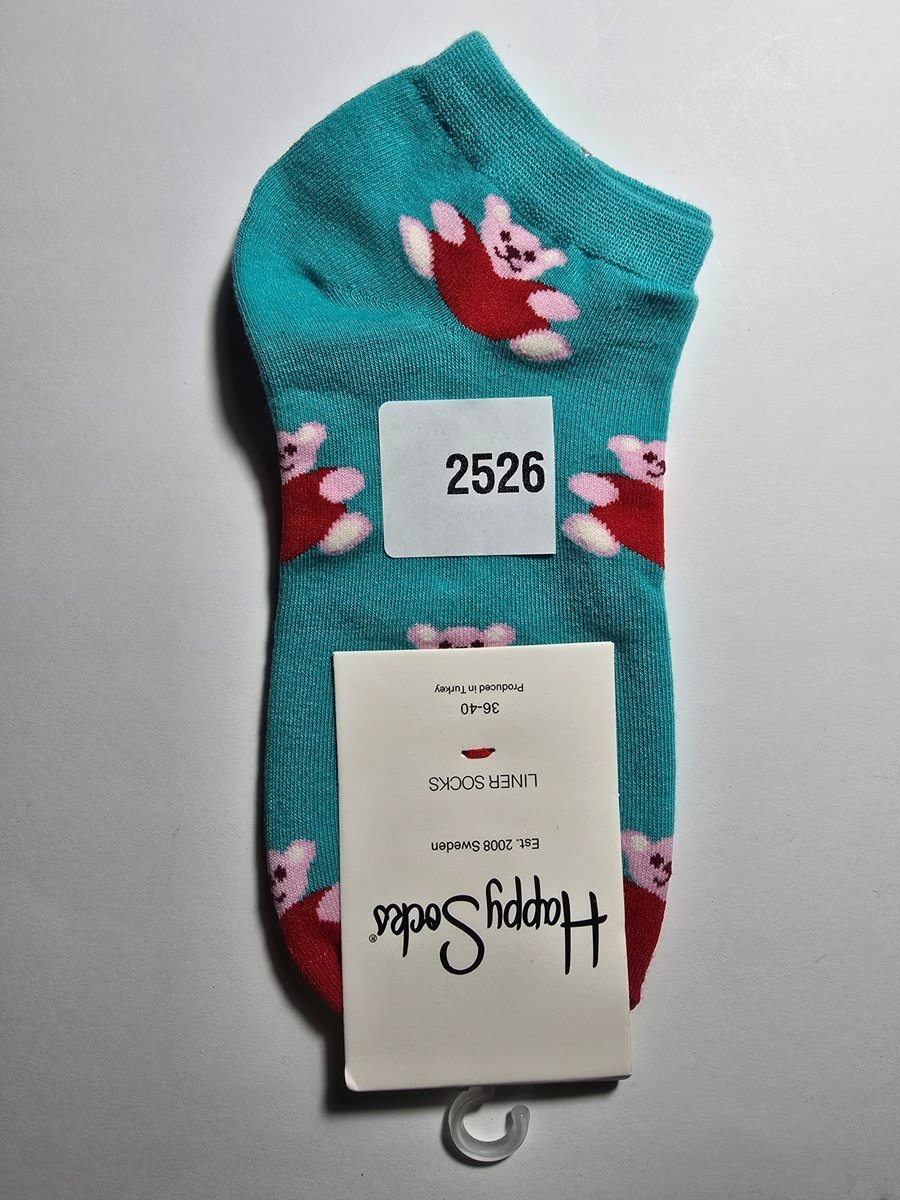 2526
Happy Socks®
Est. 2008 Sweden
LINER SOCKS
36-40
Produced in Turkey